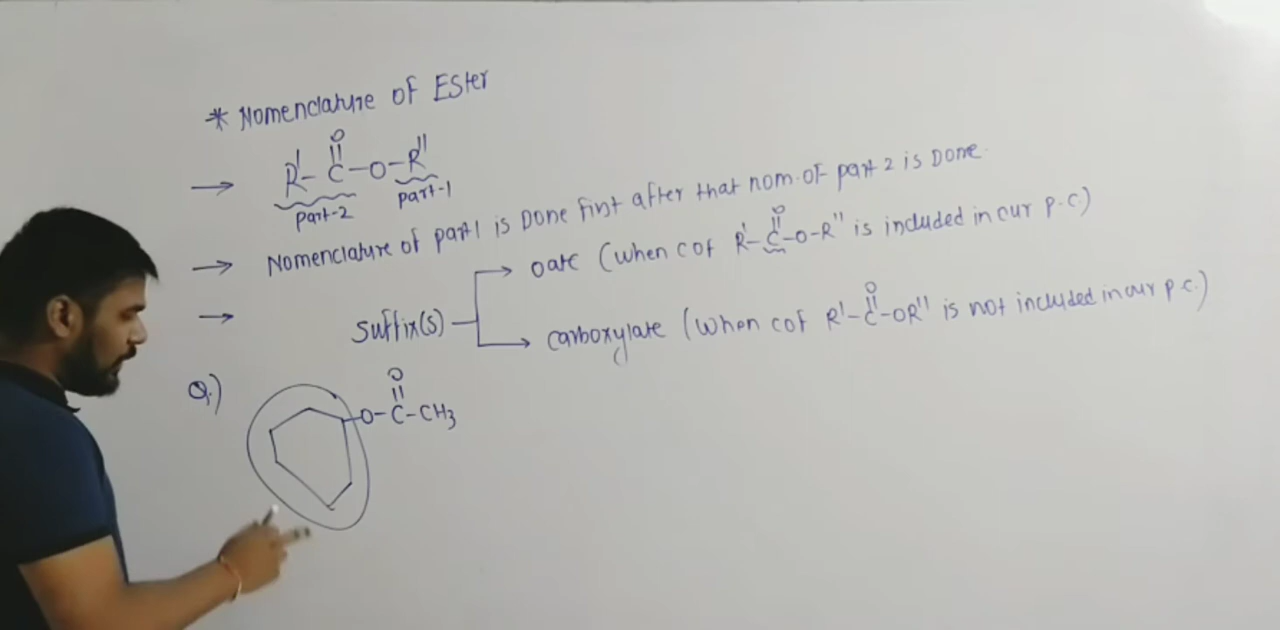 * Nomenclature of Ester
→ R'-C(=O)-O-R"
part-2 part-1
→ Nomenclature of part1 is Done first after that nom. of part 2 is Done.
→ Suffix(s)
→ oate (when c of R'-C(=O)-O-R" is included in our p.c)
→ carboxylate (when c of R'-C(=O)-OR" is not included in our p.c.)
Q.) -O-C(=O)-CH3